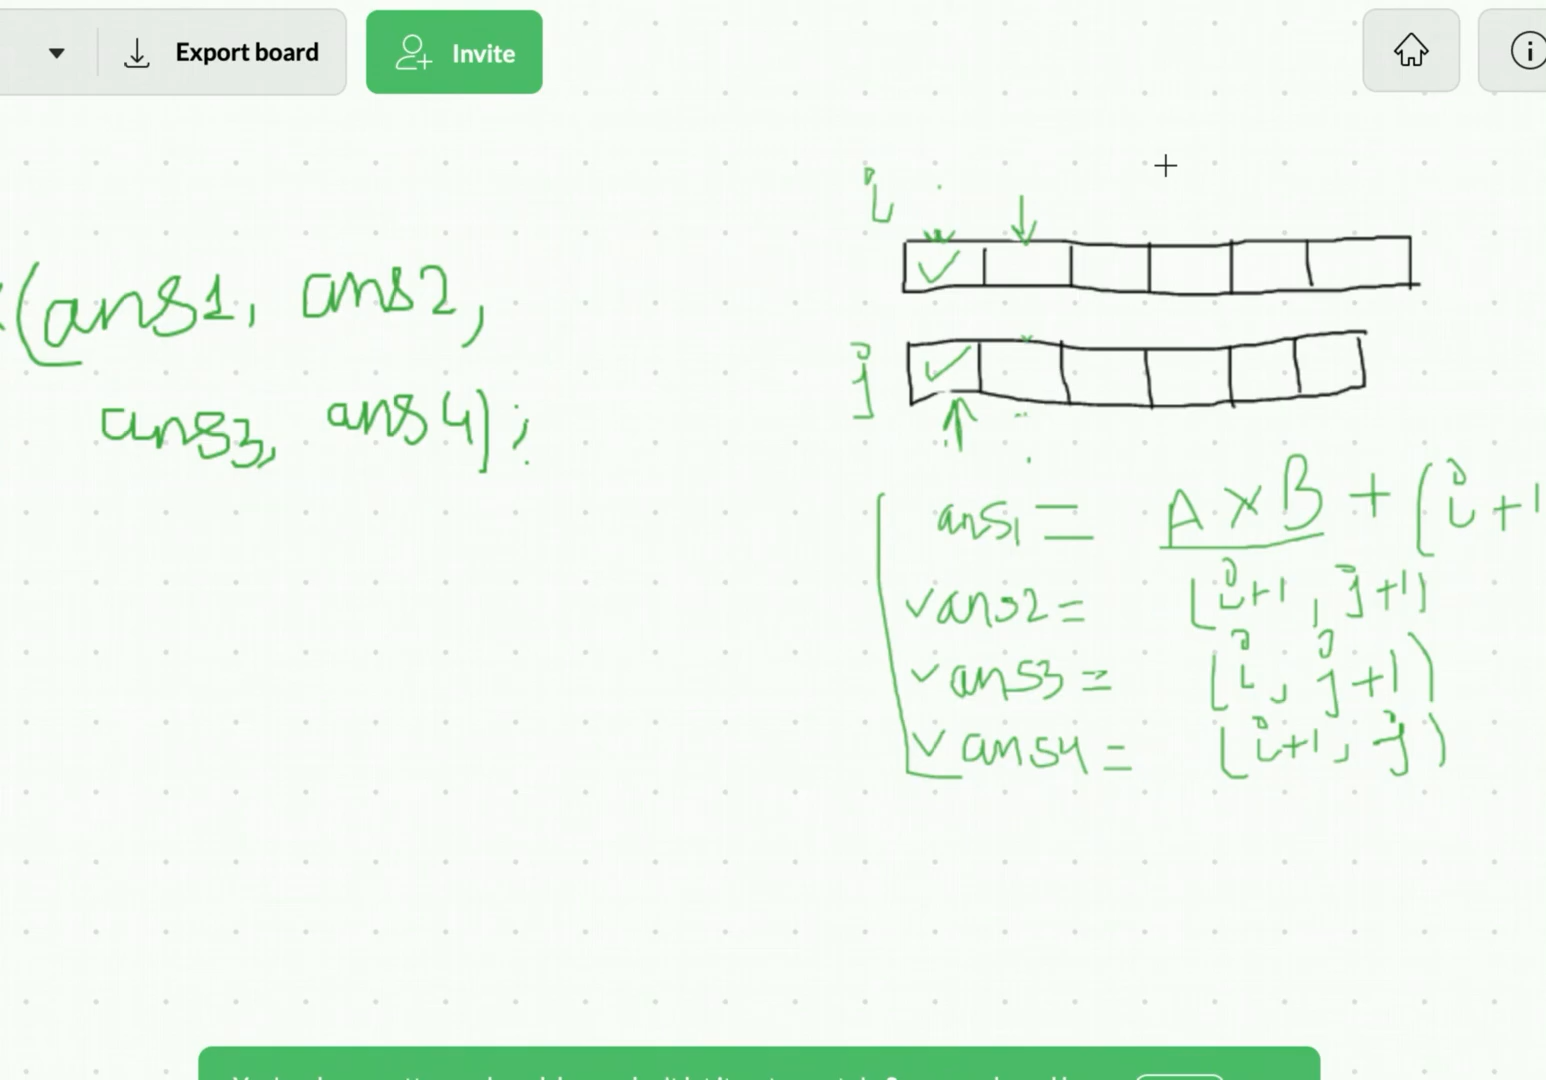 Export board
Invite
(ans1, ans2,
ans3, ans4);
i
j
ans1 = A x B + (i+1
✓ans2 = (i+1, j+1)
✓ans3 = (i, j+1)
✓ans4 = (i+1, j)